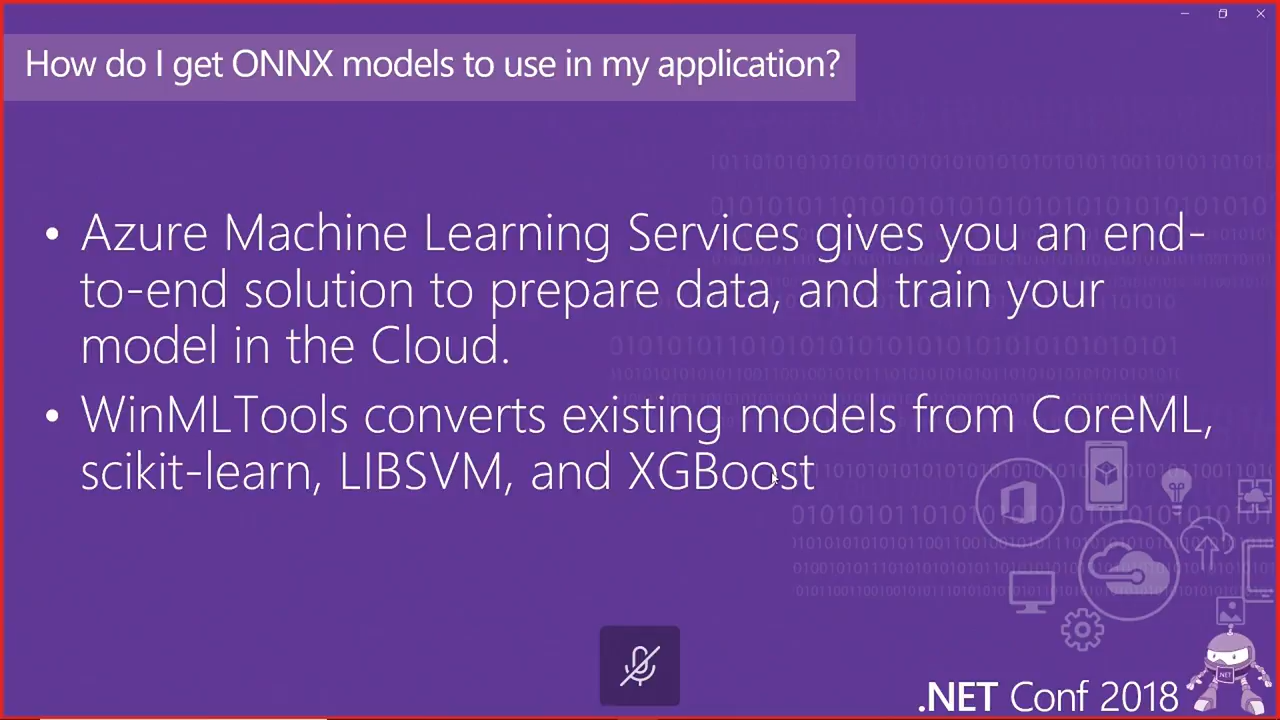 How do I get ONNX models to use in my application?
• Azure Machine Learning Services gives you an end-
to-end solution to prepare data, and train your
model in the Cloud.
• WinMLTools converts existing models from CoreML,
scikit-learn, LIBSVM, and XGBoost
.NET
.NET Conf 2018